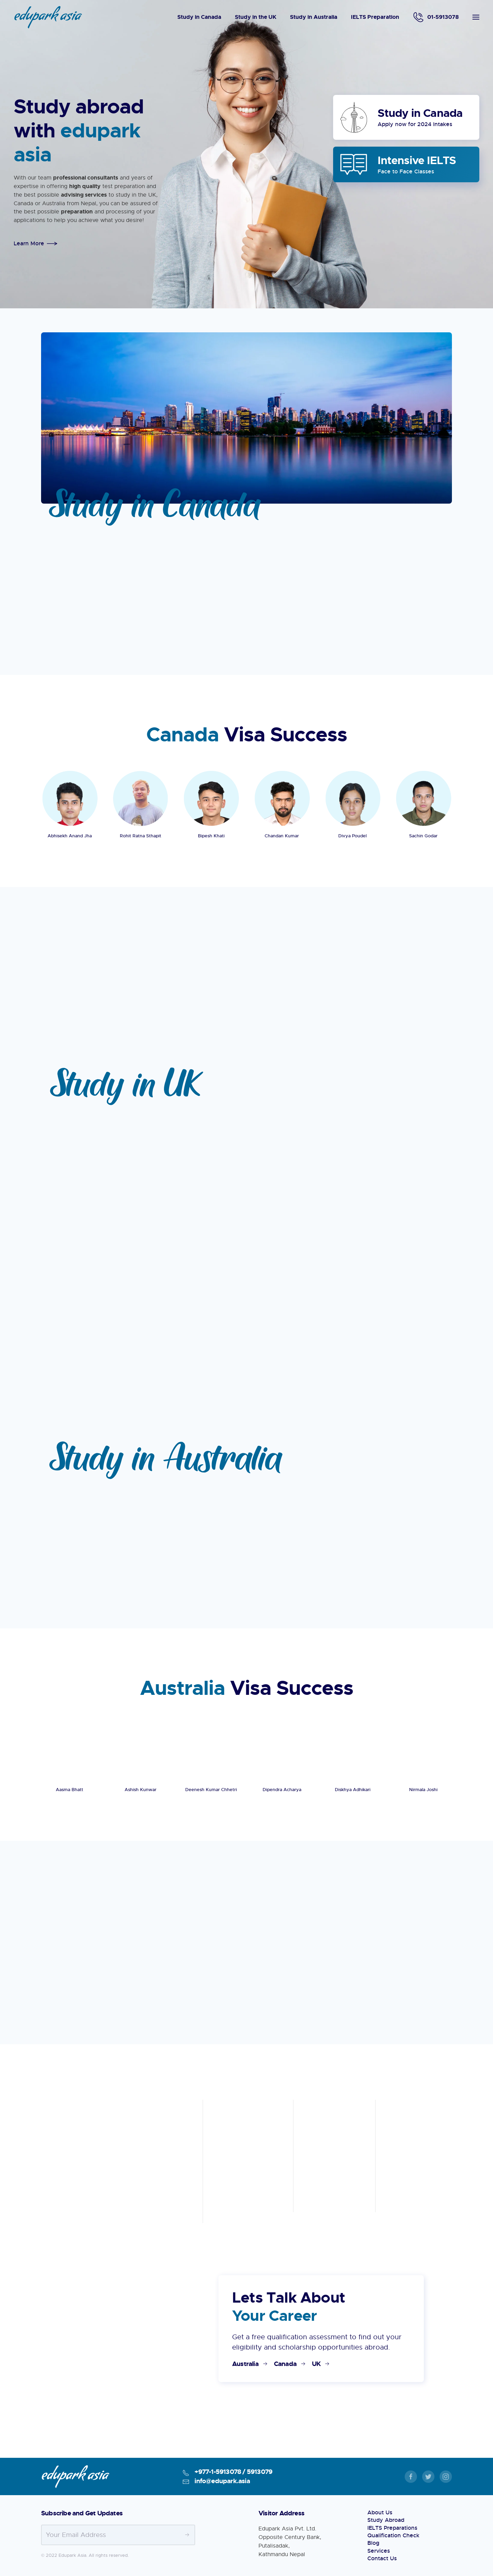 edupark asia
Study in Canada
Study in the UK
Study in Australia
IELTS Preparation
01-5913078
Study abroad
with edupark
asia
With our team professional consultants and years of
expertise in offering high quality test preparation and
the best possible advising services to study in the UK,
Canada or Australia from Nepal, you can be assured of
the best possible preparation and processing of your
applications to help you achieve what you desire!
Learn More
Study in Canada
Apply now for 2024 intakes
Intensive IELTS
Face to Face Classes
Study in Canada
Canada Visa Success
Abhisekh Anand Jha
Rohit Ratna Sthapit
Bipesh Khati
Chandan Kumar
Divya Poudel
Sachin Godar
Study in UK
Study in Australia
Australia Visa Success
Aasma Bhatt
Ashish Kunwar
Deenesh Kumar Chhetri
Dipendra Acharya
Diskhya Adhikari
Nirmala Joshi
Lets Talk About
Your Career
Get a free qualification assessment to find out your
eligibility and scholarship opportunities abroad.
Australia
Canada
UK
edupark asia
+977-1-5913078 / 5913079
info@edupark.asia
Subscribe and Get Updates
Your Email Address
© 2022 Edupark Asia. All rights reserved.
Visitor Address
Edupark Asia Pvt. Ltd.
Opposite Century Bank,
Putalisadak,
Kathmandu Nepal
About Us
Study Abroad
IELTS Preparations
Qualification Check
Blog
Services
Contact Us